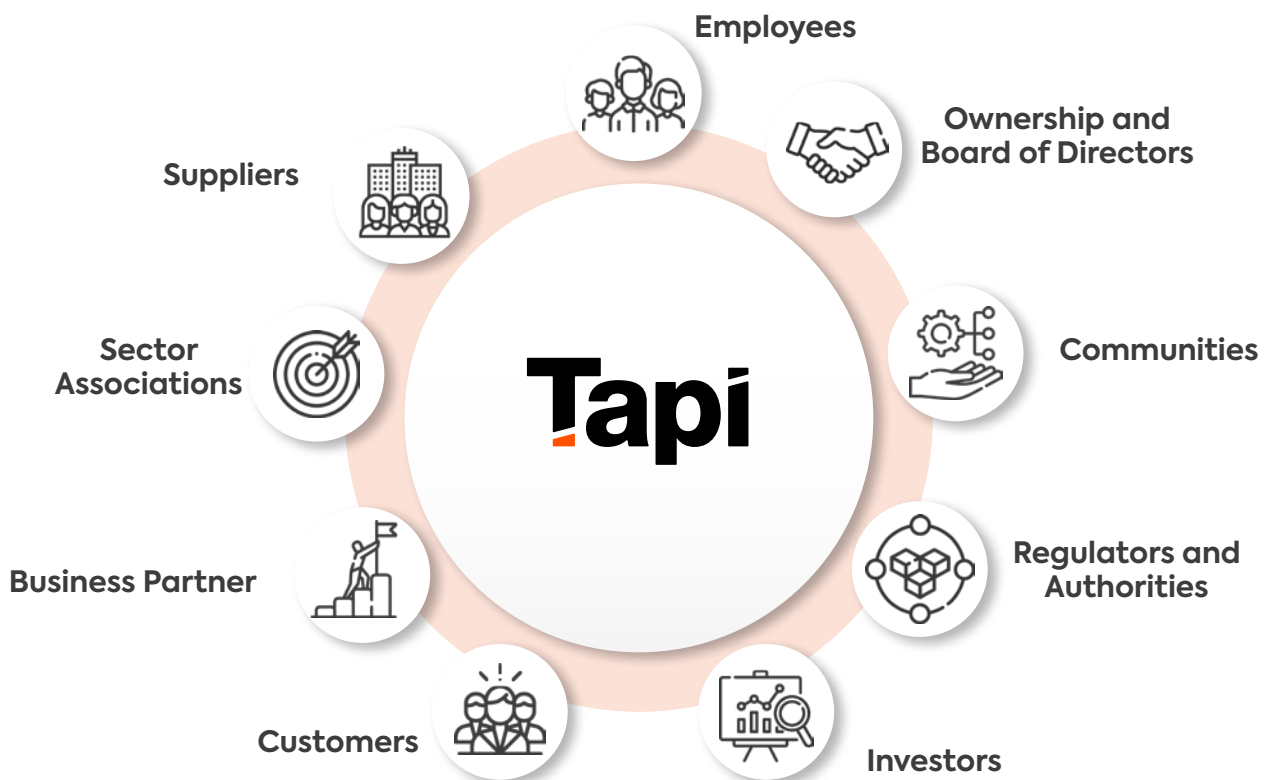 Employees
Ownership and
Board of Directors
Suppliers
Sector
Associations
Communities
Tapi
Business Partner
Regulators and
Authorities
Customers
Investors